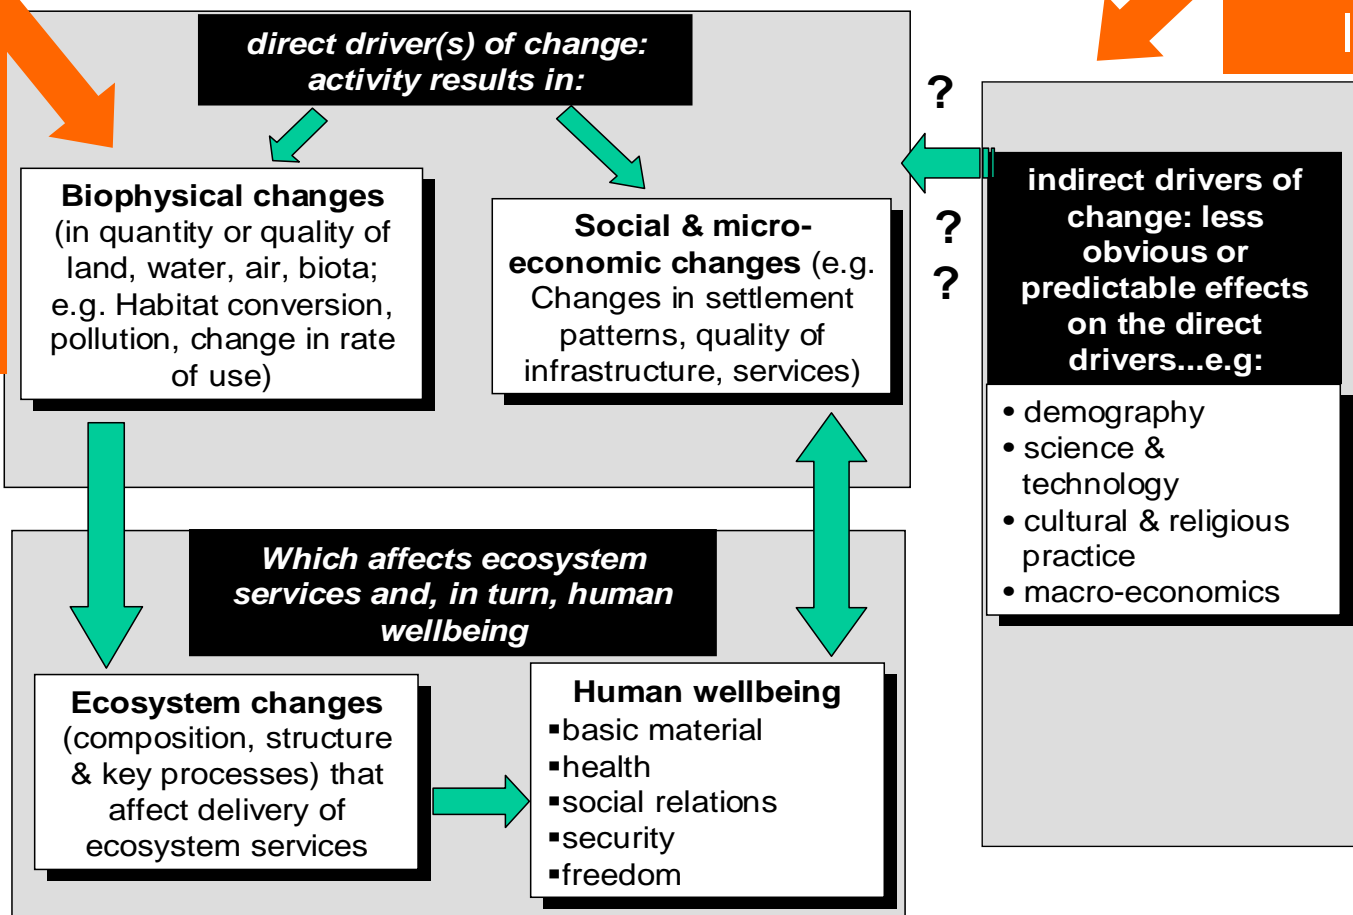 direct driver(s) of change:
activity results in:
Biophysical changes
(in quantity or quality of
land, water, air, biota;
e.g. Habitat conversion,
pollution, change in rate
of use)
Social & micro-
economic changes (e.g.
Changes in settlement
patterns, quality of
infrastructure, services)
?
?
?
indirect drivers of
change: less
obvious or
predictable effects
on the direct
drivers...e.g:
• demography
• science &
technology
• cultural & religious
practice
• macro-economics
Which affects ecosystem
services and, in turn, human
wellbeing
Ecosystem changes
(composition, structure
& key processes) that
affect delivery of
ecosystem services
Human wellbeing
▪basic material
▪health
▪social relations
▪security
▪freedom